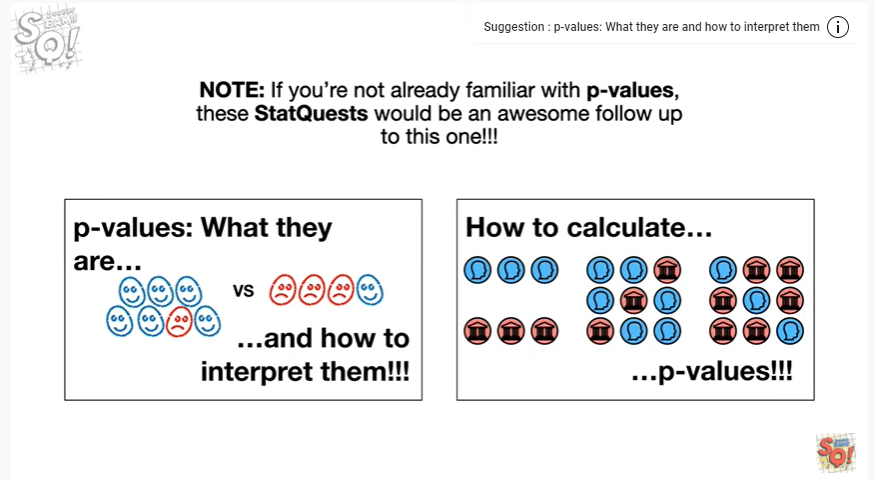 Suggestion : p-values: What they are and how to interpret them
NOTE: If you’re not already familiar with p-values,
these StatQuests would be an awesome follow up
to this one!!!
p-values: What they
are…
vs
…and how to
interpret them!!!
How to calculate…
…p-values!!!
SQ!